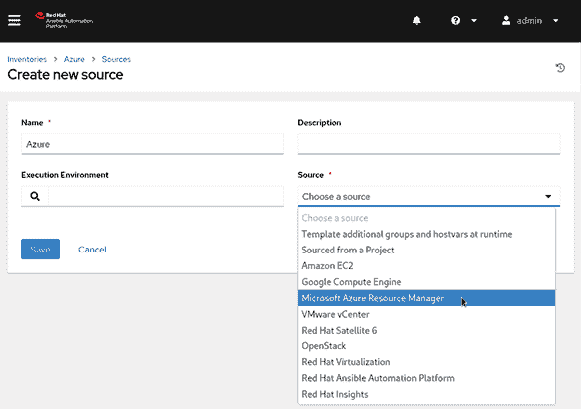 Red Hat
Ansible Automation
Platform
admin
Inventories > Azure > Sources
Create new source
Name *
Description
Azure
Execution Environment
Source *
Choose a source
Choose a source
Template additional groups and hostvars at runtime
Sourced from a Project
Amazon EC2
Google Compute Engine
Microsoft Azure Resource Manager
VMware vCenter
Red Hat Satellite 6
OpenStack
Red Hat Virtualization
Red Hat Ansible Automation Platform
Red Hat Insights
Save
Cancel